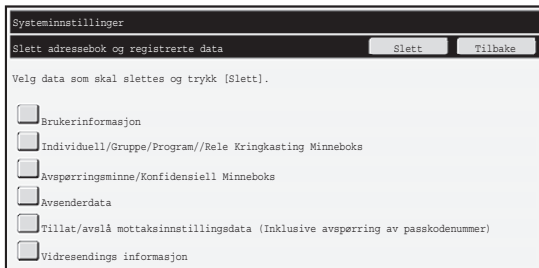 Systeminnstillinger
Slett adressebok og registrerte data Slett Tilbake
Velg data som skal slettes og trykk [Slett].
Brukerinformasjon
Individuell/Gruppe/Program//Rele Kringkasting Minneboks
Avspørringsminne/Konfidensiell Minneboks
Avsenderdata
Tillat/avslå mottaksinnstillingsdata (Inklusive avspørring av passkodenummer)
Vidresendings informasjon